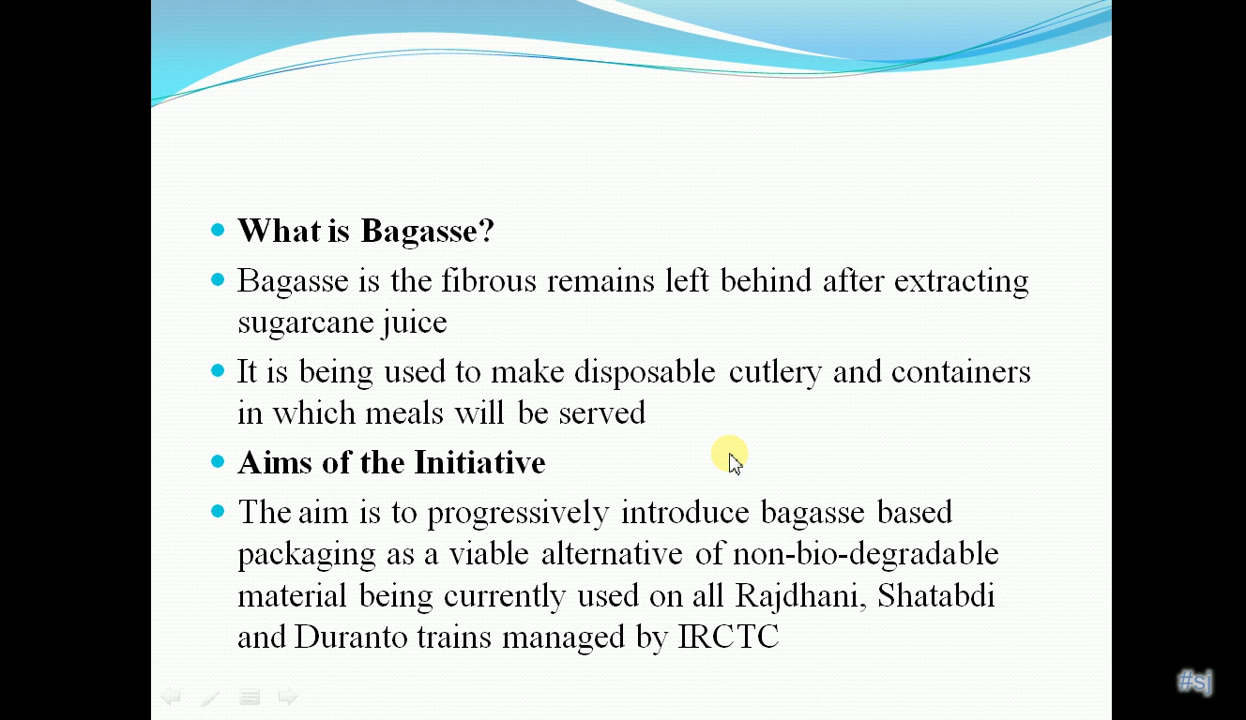 What is Bagasse?
Bagasse is the fibrous remains left behind after extracting
sugarcane juice
It is being used to make disposable cutlery and containers
in which meals will be served
Aims of the Initiative
The aim is to progressively introduce bagasse based
packaging as a viable alternative of non-bio-degradable
material being currently used on all Rajdhani, Shatabdi
and Duranto trains managed by IRCTC
#sj